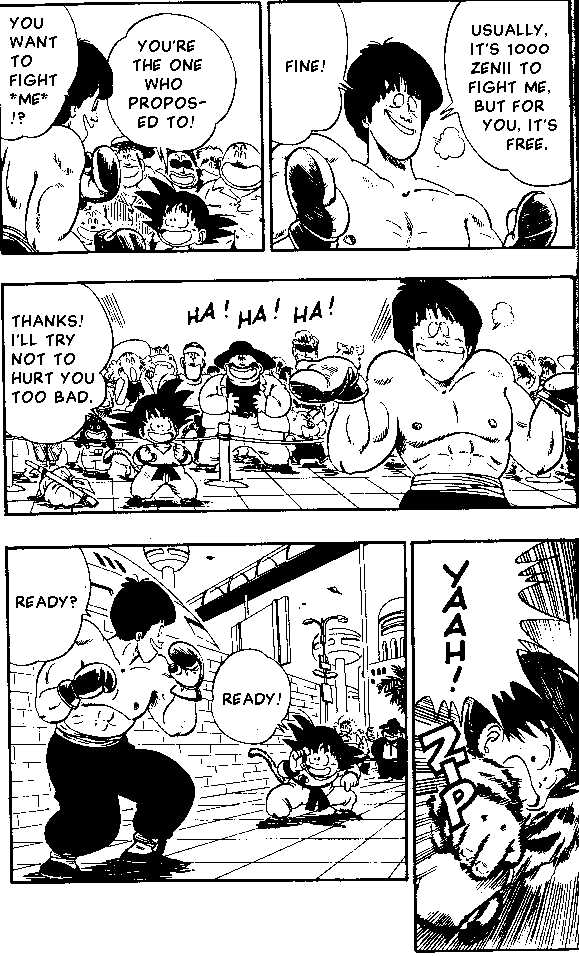 YOU
WANT
TO
FIGHT
*ME*
!?
YOU'RE
THE ONE
WHO
PROPOS-
ED TO!
FINE!
USUALLY,
IT'S 1000
ZENII TO
FIGHT ME,
BUT FOR
YOU, IT'S
FREE.
THANKS!
I'LL TRY
NOT TO
HURT YOU
TOO BAD.
HA! HA! HA!
READY?
READY!
YAAH!
ZIP